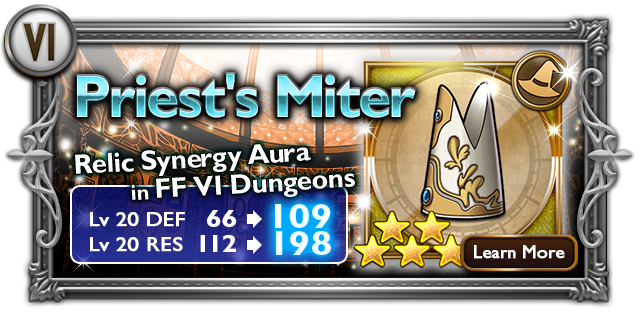 VI
Priest's Miter
Relic Synergy Aura
in FF VI Dungeons
Lv 20 DEF 66 → 109
Lv 20 RES 112 → 198
Learn More